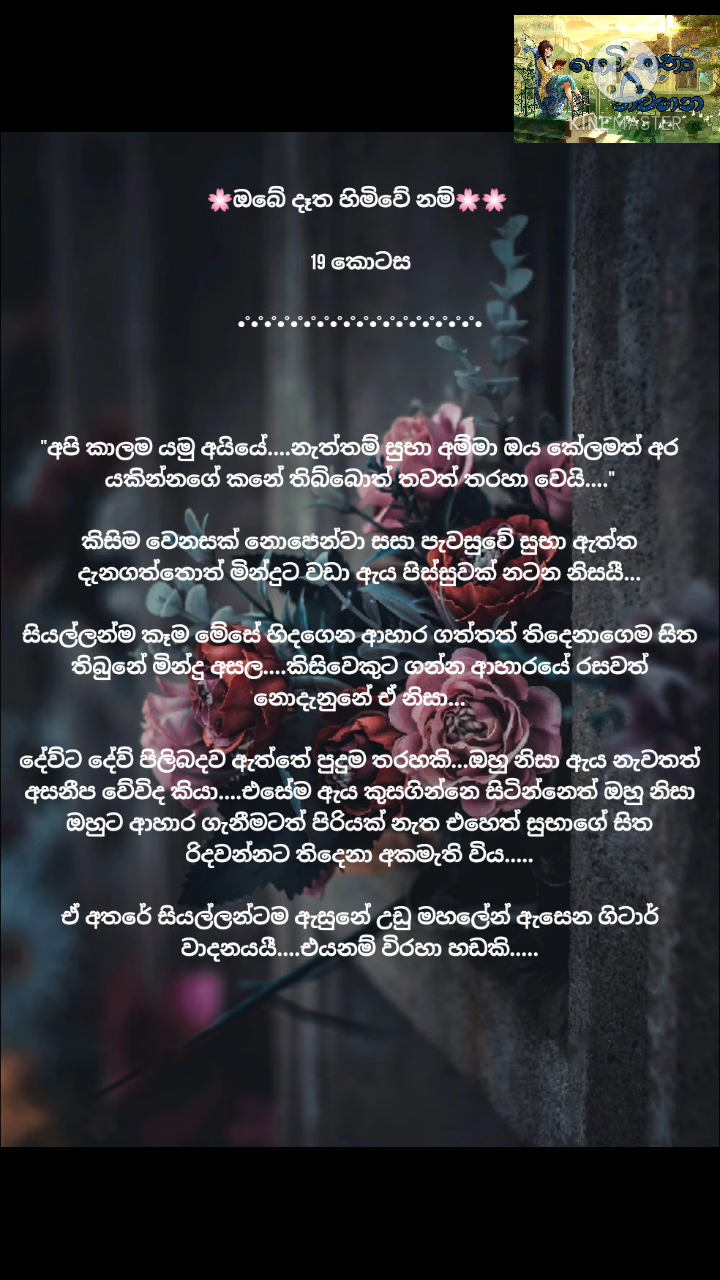 🌸ඔබේ දෑත හිමිවේ නම්🌸🌸
19 කොටස
•°•°•°•°•°•°•°•°•°•°•°•°•°•°•°•°•°•°•
"අපි කාලම යමු අයියේ....නැත්තම් සුභා අම්මා ඔය කේලමත් අර
යකින්නගේ කනේ තිබ්බොත් තවත් තරහා වෙයි...."
කිසිම වෙනසක් නොපෙන්වා සසා පැවසුවේ සුභා ඇත්ත
දැනගත්තොත් මින්දුට වඩා ඇය පිස්සුවක් නටන නිසයී...
සියල්ලන්ම කෑම මේසේ හිදගෙන ආහාර ගත්තත් තිදෙනාගෙම සිත
තිබුනේ මින්දු අසල....කිසිවෙකුට ගන්න ආහාරයේ රසවත්
නොදැනුනේ ඒ නිසා...
දේව්ට දේව් පිලිබදව ඇත්තේ පුදුම තරහකි...ඔහු නිසා ඇය නැවතත්
අසනීප වේවිද කියා....එසේම ඇය කුසගින්නෙ සිටින්නෙත් ඔහු නිසා
ඔහුට ආහාර ගැනීමටත් පිරියක් නැත එහෙත් සුභාගේ සිත
රිදවන්නට තිදෙනා අකමැති විය.....
ඒ අතරේ සියල්ලන්ටම ඇසුනේ උඩු මහලේන් ඇසෙන ගිටාර්
වාදනයයී....එයනම් විරහා හඩකි.....
KINEMASTER